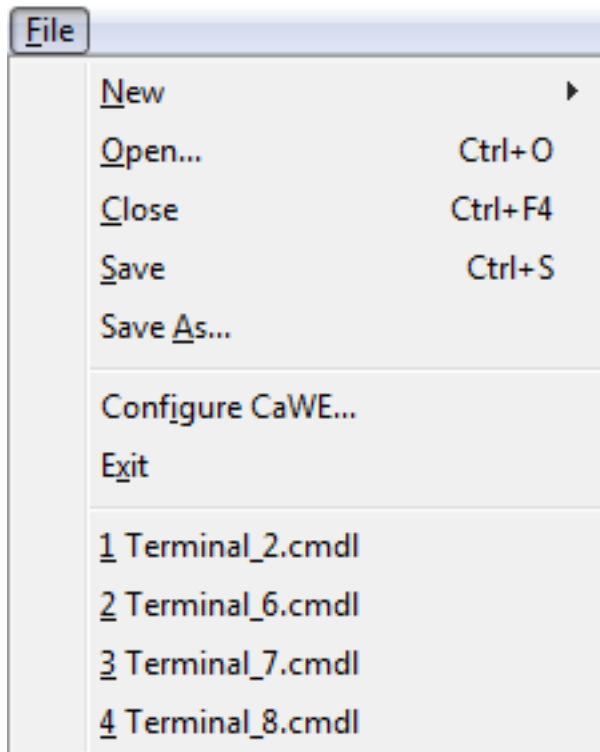 File
New
Open... Ctrl+O
Close Ctrl+F4
Save Ctrl+S
Save As...
Configure CaWE...
Exit
1 Terminal_2.cmdl
2 Terminal_6.cmdl
3 Terminal_7.cmdl
4 Terminal_8.cmdl